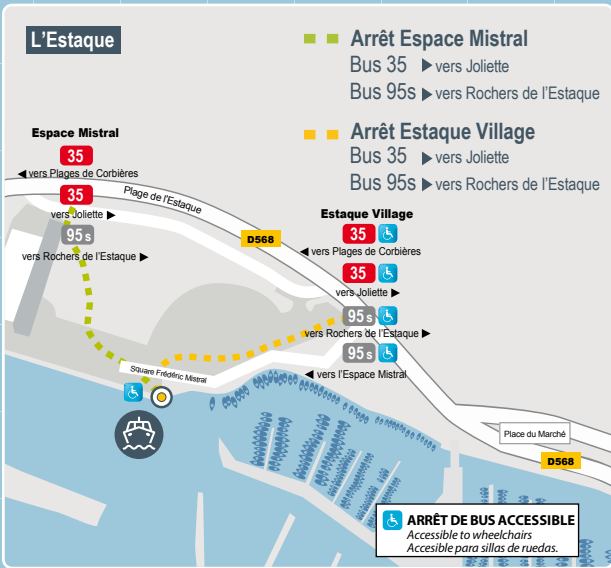 L'Estaque
Arrêt Espace Mistral
Bus 35 ▶ vers Joliette
Bus 95s ▶ vers Rochers de l'Estaque
Arrêt Estaque Village
Bus 35 ▶ vers Joliette
Bus 95s ▶ vers Rochers de l'Estaque
Espace Mistral
35
◀ vers Plages de Corbières
35
vers Joliette ▶
95 s
vers Rochers de l'Estaque ▶
Plage de l'Estaque
D568
Estaque Village
35
◀ vers Plages de Corbières
35
vers Joliette ▶
95 s
vers Rochers de l'Estaque ▶
95 s
◀ vers l'Espace Mistral
Square Frédéric Mistral
Place du Marché
D568
ARRÊT DE BUS ACCESSIBLE
Accessible to wheelchairs
Accesible para sillas de ruedas.